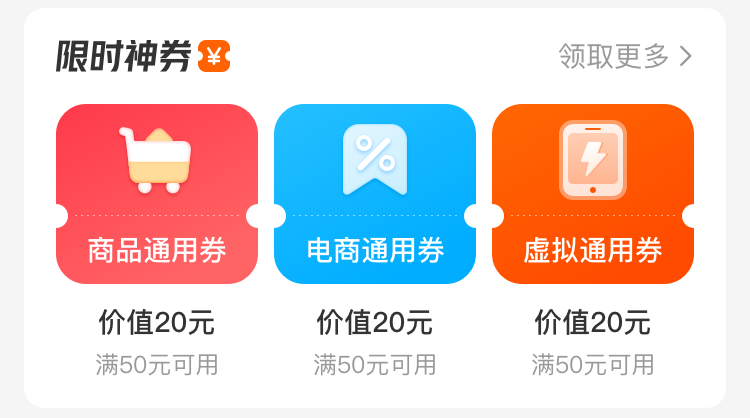 限时神券 ¥
领取更多
商品通用券
电商通用券
虚拟通用券
价值20元
价值20元
价值20元
满50元可用
满50元可用
满50元可用